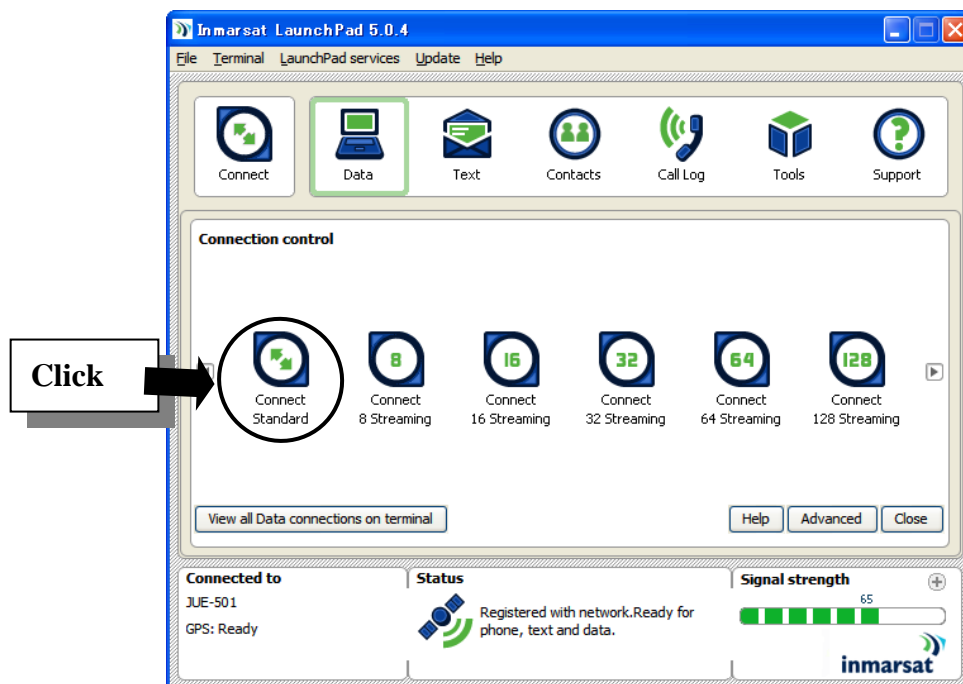 Inmarsat LaunchPad 5.0.4
File Terminal LaunchPad services Update Help
Connect Data Text Contacts Call Log Tools Support
Connection control
8 16 32 64 128
Click
Connect Standard
Connect 8 Streaming
Connect 16 Streaming
Connect 32 Streaming
Connect 64 Streaming
Connect 128 Streaming
View all Data connections on terminal
Help Advanced Close
Connected to
JUE-501
GPS: Ready
Status
Registered with network.Ready for
phone, text and data.
Signal strength
65
inmarsat